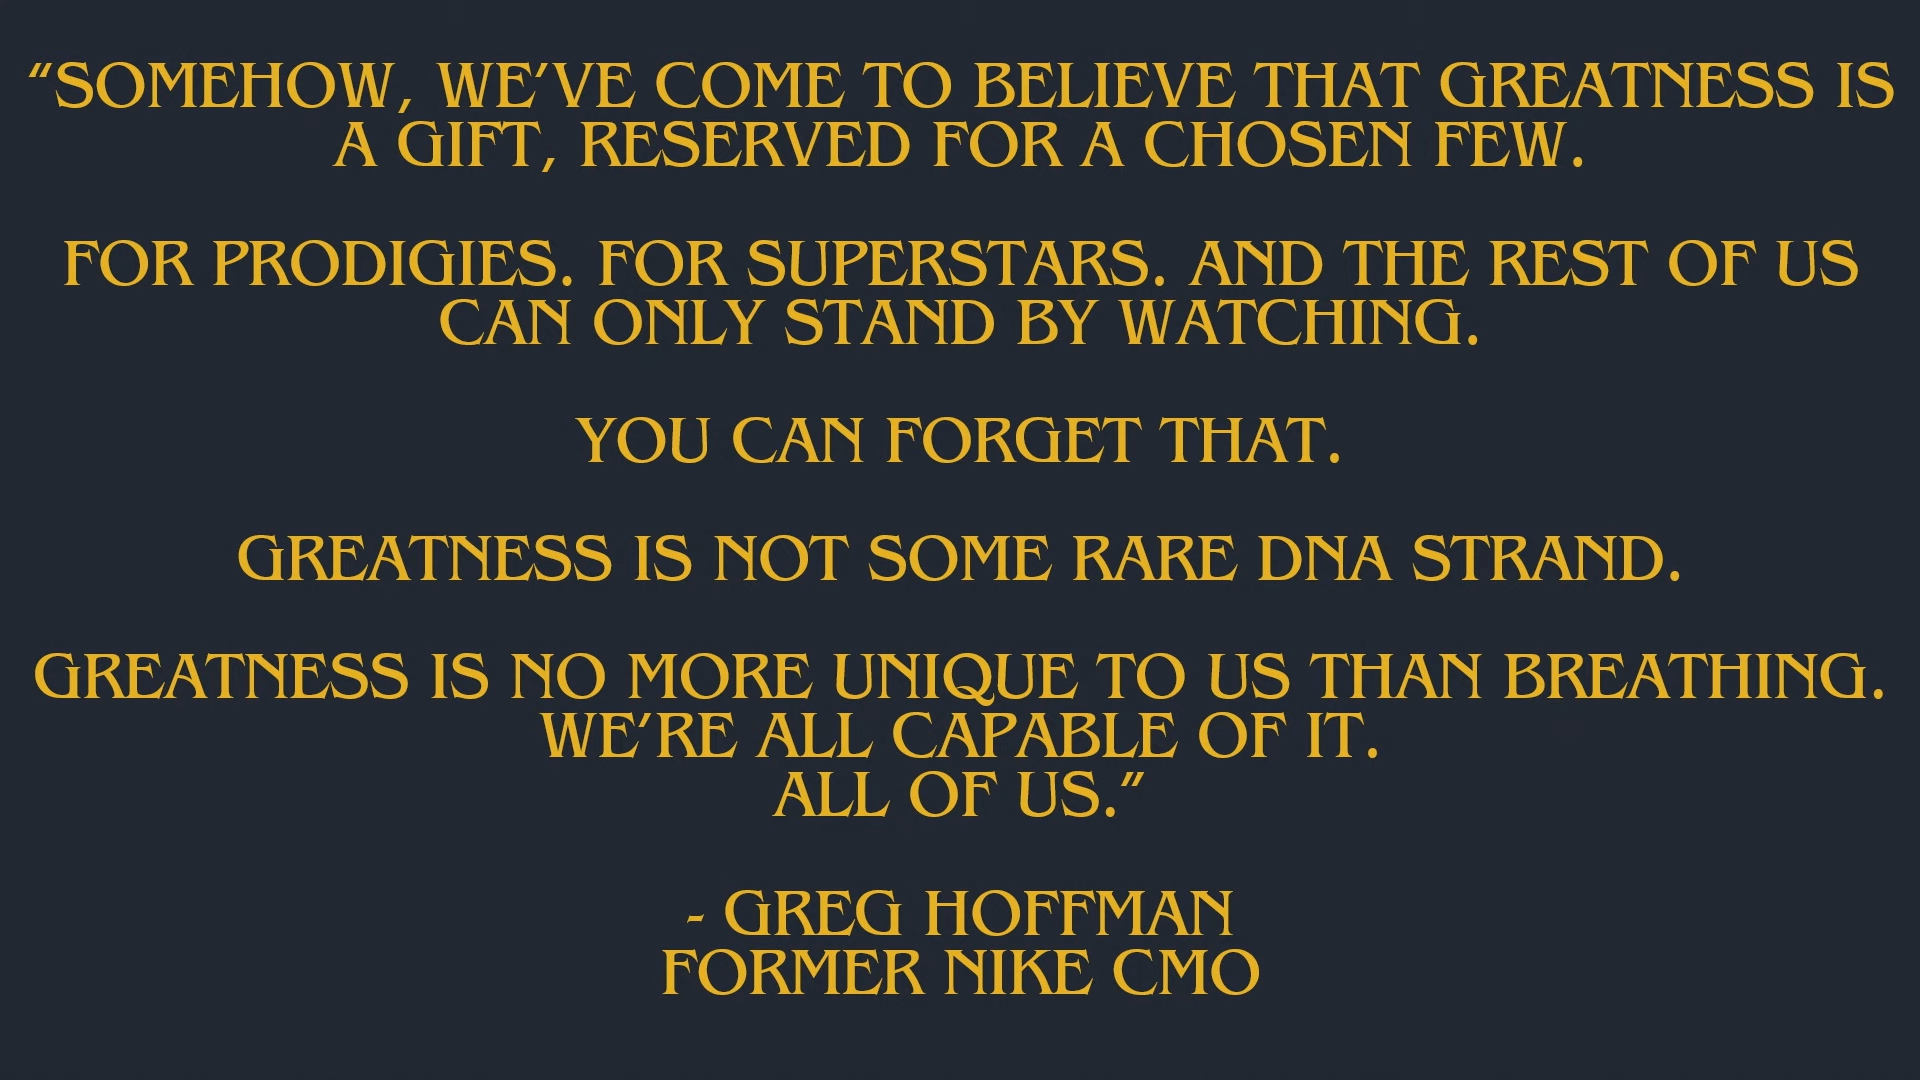 “SOMEHOW, WE’VE COME TO BELIEVE THAT GREATNESS IS
A GIFT, RESERVED FOR A CHOSEN FEW.
FOR PRODIGIES. FOR SUPERSTARS. AND THE REST OF US
CAN ONLY STAND BY WATCHING.
YOU CAN FORGET THAT.
GREATNESS IS NOT SOME RARE DNA STRAND.
GREATNESS IS NO MORE UNIQUE TO US THAN BREATHING.
WE’RE ALL CAPABLE OF IT.
ALL OF US.”
- GREG HOFFMAN
FORMER NIKE CMO